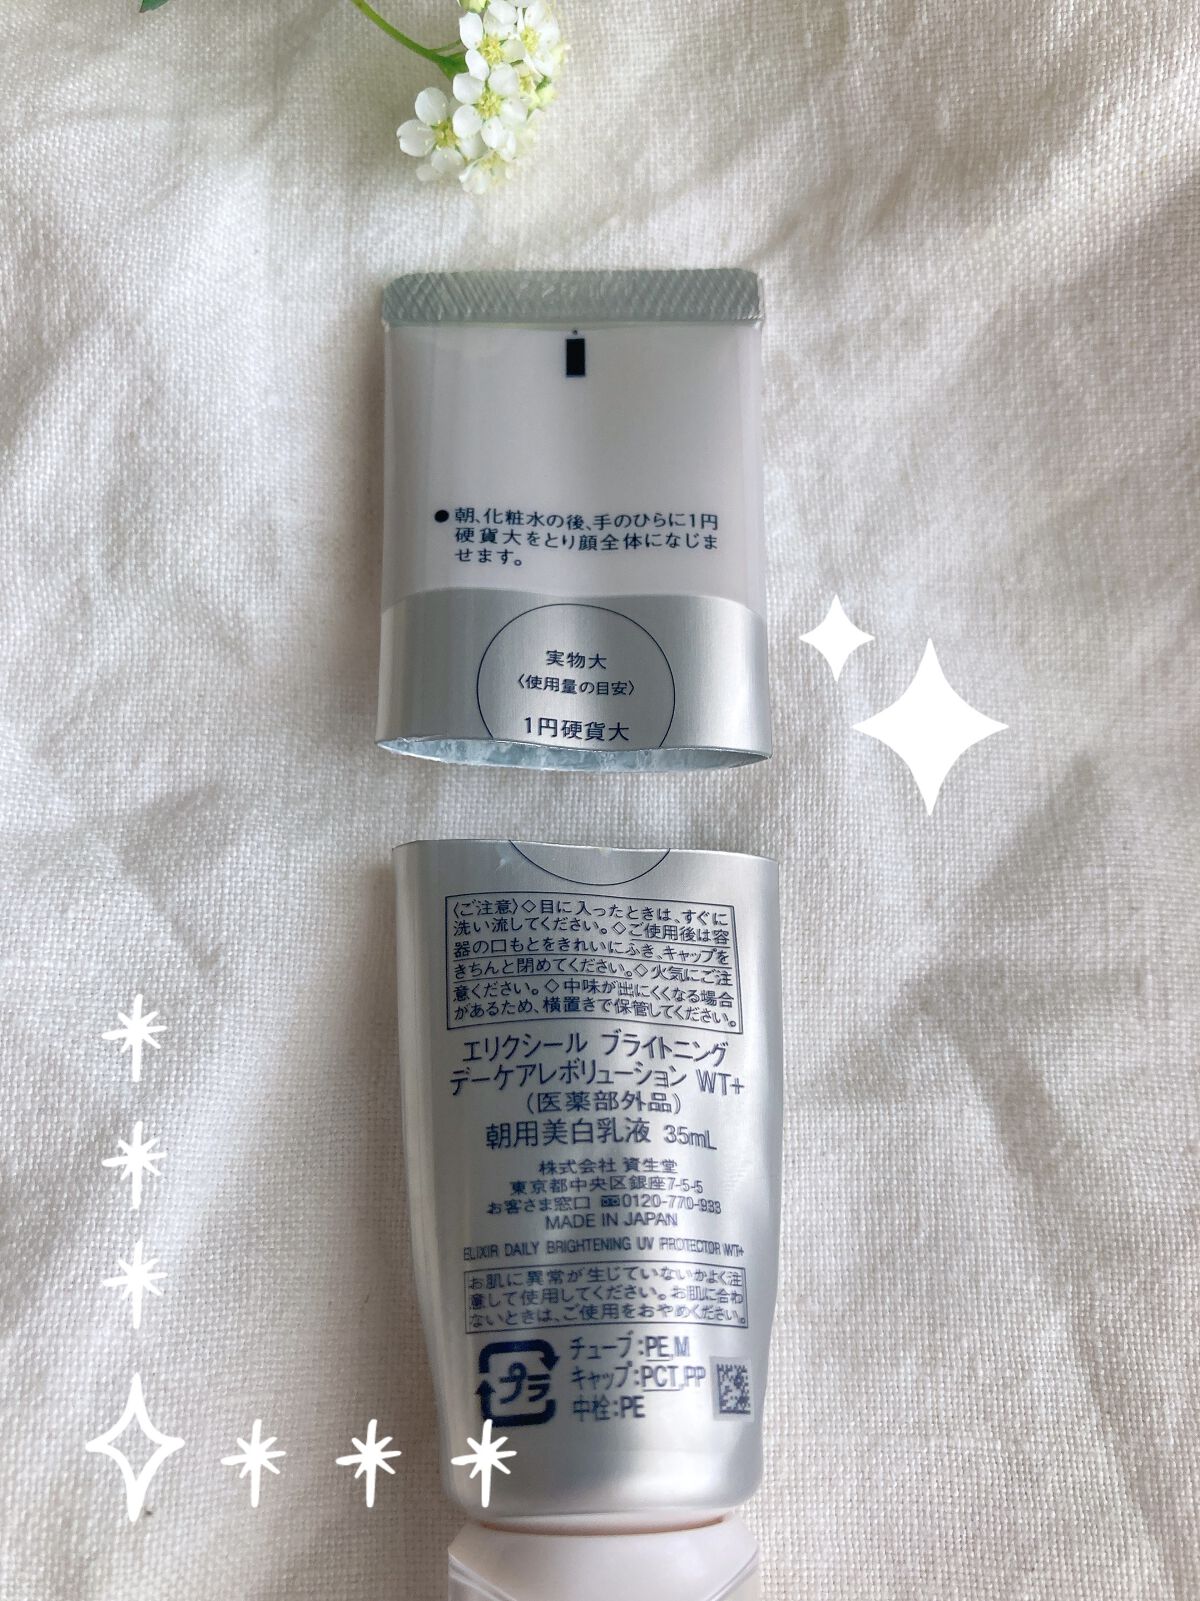 ●朝、化粧水の後、手のひらに1円
硬貨大をとり顔全体になじま
せます。
実物大
〈使用量の目安〉
1円硬貨大
〈ご注意〉◇目に入ったときは、すぐに
洗い流してください。◇ご使用後は容
器の口もとをきれいにふき、キャップを
きちんと閉めてください。◇火気にご注
意ください。◇中味が出にくくなる場合
があるため、横置きで保管してください。
エリクシール ブライトニング
デーケアレボリューション WT+
(医薬部外品)
朝用美白乳液 35mL
株式会社 資生堂
東京都中央区銀座7-5-5
お客さま窓口 0120-770-933
MADE IN JAPAN
ELIXIR DAILY BRIGHTENING UV PROTECTOR WT+
お肌に異常が生じていないかよく注
意して使用してください。お肌に合わ
ないときは、ご使用をおやめください。
プラ
チューブ:PE,M
キャップ:PCT,PP
中栓:PE